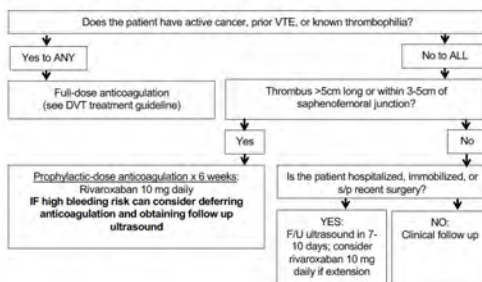 Does the patient have active cancer, prior VTE, or known thrombophilia?
Yes to ANY
No to ALL
Full-dose anticoagulation
(see DVT treatment guideline)
Thrombus >5cm long or within 3-5cm of
saphenofemoral junction?
Yes
No
Prophylactic-dose anticoagulation x 6 weeks:
Rivaroxaban 10 mg daily
IF high bleeding risk can consider deferring
anticoagulation and obtaining follow up
ultrasound
Is the patient hospitalized, immobilized, or
s/p recent surgery?
YES:
F/U ultrasound in 7-
10 days; consider
rivaroxaban 10 mg
daily if extension
NO:
Clinical follow up